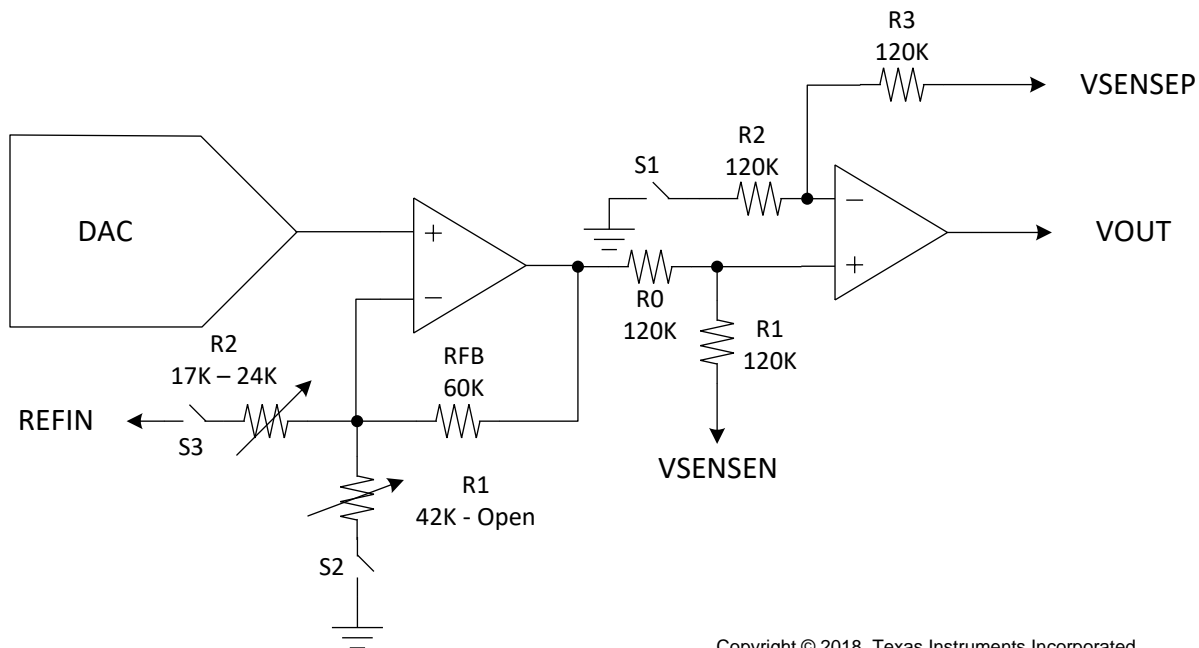 R3
120K
VSENSEP
R2
120K
S1
DAC
+
−
−
+
VOUT
R0
120K
R1
120K
R2
17K – 24K
RFB
60K
REFIN
S3
VSENSEN
R1
42K - Open
S2
Copyright © 2018, Texas Instruments Incorporated